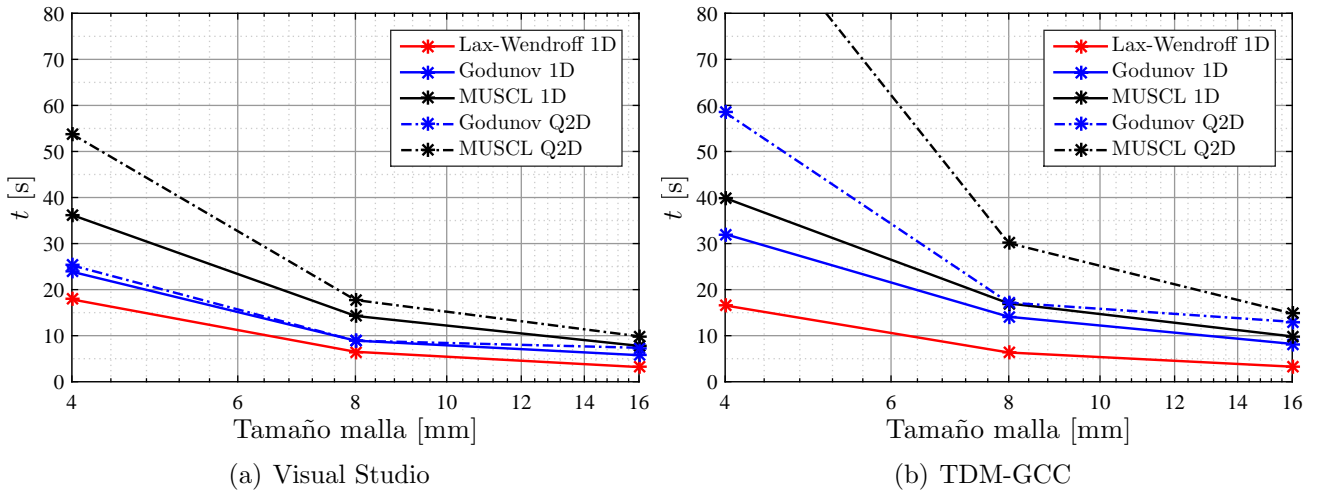 80
70
60
50
40
30
20
10
0
t [s]
4
6
8
10
12
14
16
Tamaño malla [mm]
Lax-Wendroff 1D
Godunov 1D
MUSCL 1D
Godunov Q2D
MUSCL Q2D
(a) Visual Studio
80
70
60
50
40
30
20
10
0
t [s]
4
6
8
10
12
14
16
Tamaño malla [mm]
Lax-Wendroff 1D
Godunov 1D
MUSCL 1D
Godunov Q2D
MUSCL Q2D
(b) TDM-GCC